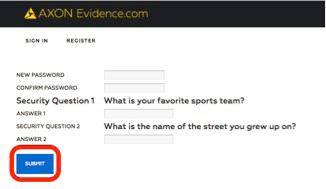 AXON Evidence.com
SIGN IN REGISTER
NEW PASSWORD
CONFIRM PASSWORD
Security Question 1 What is your favorite sports team?
ANSWER 1
SECURITY QUESTION 2 What is the name of the street you grew up on?
ANSWER 2
SUBMIT